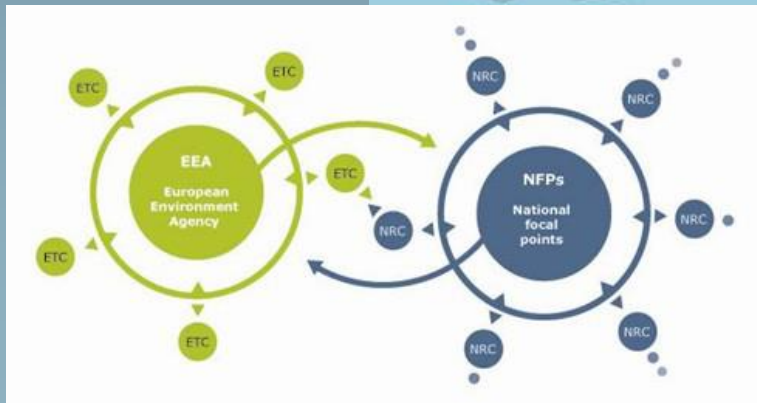 ETC
ETC
EEA
European
Environment
Agency
ETC
ETC
ETC
NRC
NRC
NFPs
National
focal
points
NRC
NRC
NRC
NRC